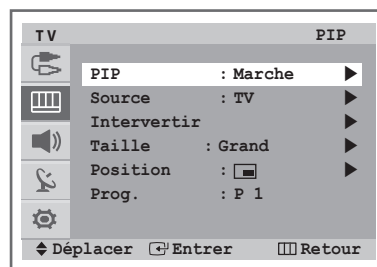 TV PIP
PIP : Marche
Source : TV
Intervertir
Taille : Grand
Position :
Prog. : P 1
Déplacer Entrer Retour